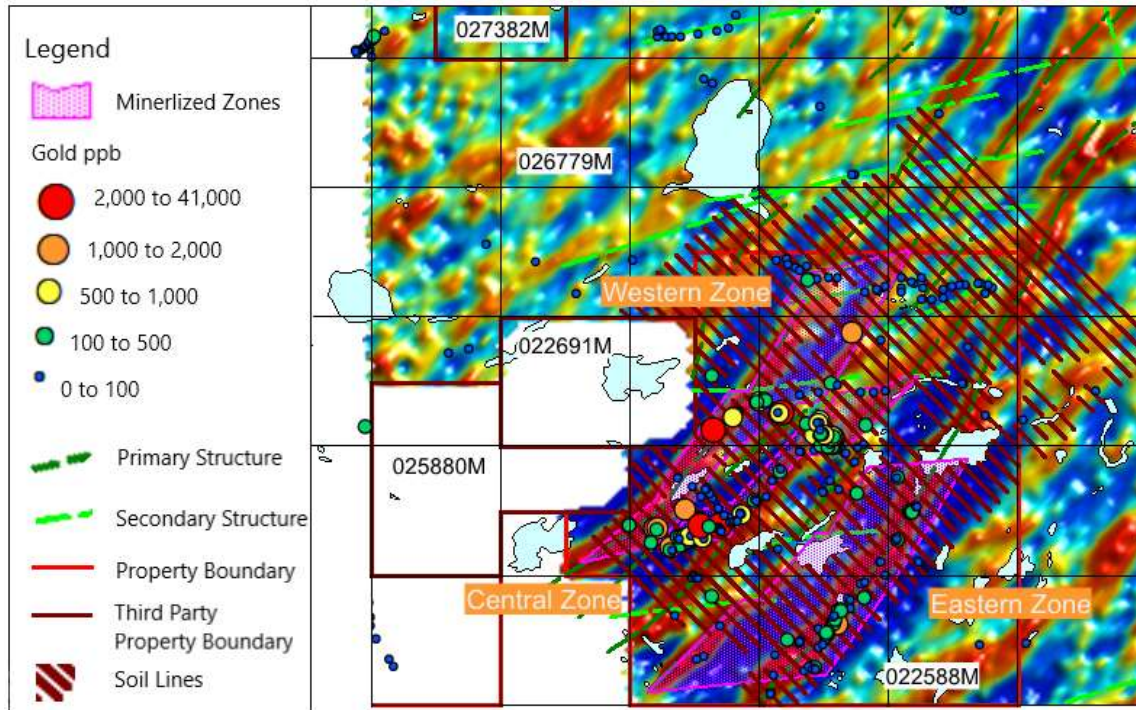 Legend
Minerlized Zones
Gold ppb
2,000 to 41,000
1,000 to 2,000
500 to 1,000
100 to 500
0 to 100
Primary Structure
Secondary Structure
Property Boundary
Third Party
Property Boundary
Soil Lines
027382M
026779M
Western Zone
022691M
025880M
Central Zone
Eastern Zone
022588M